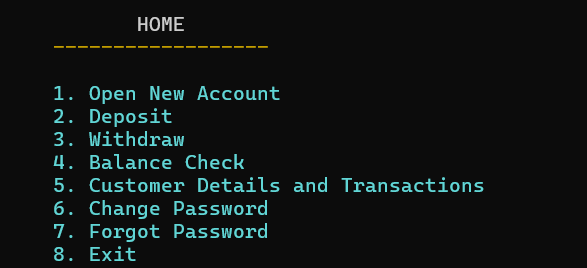 HOME
------------------
1. Open New Account
2. Deposit
3. Withdraw
4. Balance Check
5. Customer Details and Transactions
6. Change Password
7. Forgot Password
8. Exit